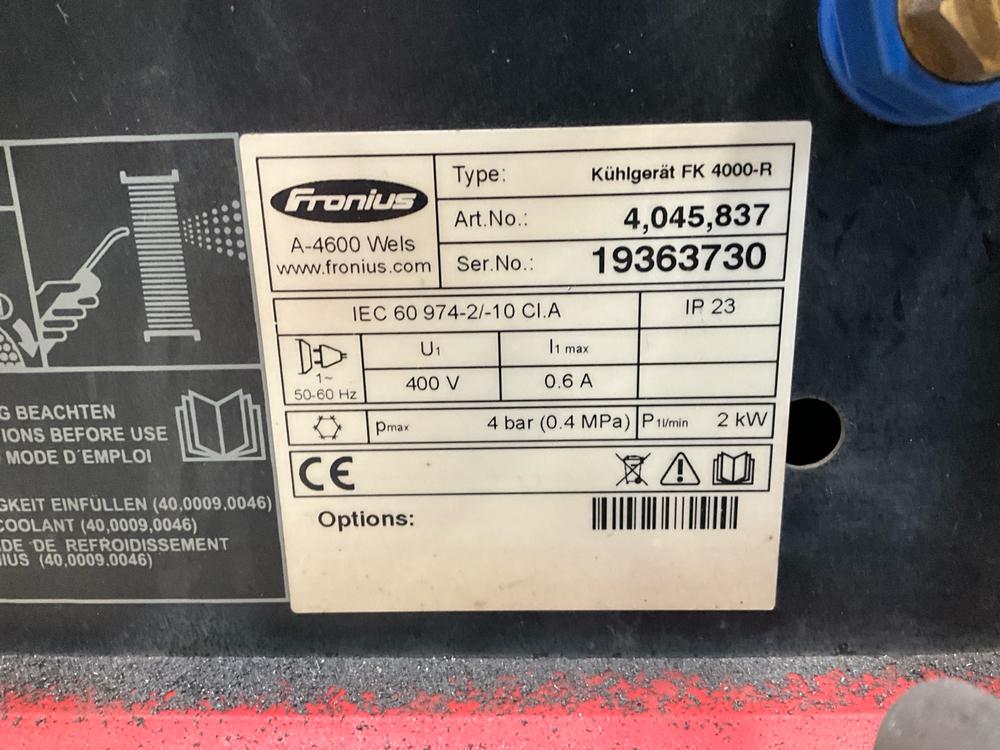 Fronius
A-4600 Wels
www.fronius.com
Type: Kühlgerät FK 4000-R
Art.No.: 4,045,837
Ser.No.: 19363730
IEC 60 974-2/-10 Cl.A IP 23
U1 I1 max
1~
50-60 Hz
400 V 0.6 A
pmax 4 bar (0.4 MPa) P1l/min 2 kW
CE
Options:
G BEACHTEN
IONS BEFORE USE
MODE D´EMPLOI
GKEIT EINFÜLLEN (40,0009,0046)
COOLANT (40,0009,0046)
DE DE REFROIDISSEMENT
IUS (40,0009.0046)